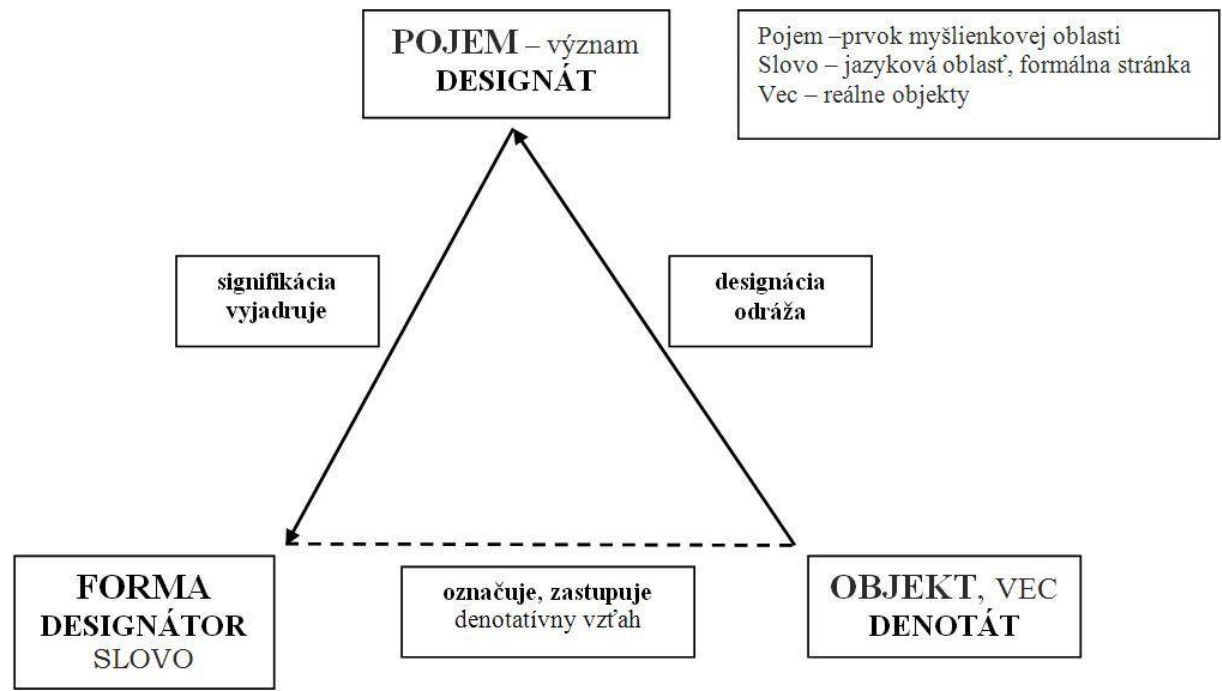 POJEM – význam
DESIGNÁT
Pojem –prvok myšlienkovej oblasti
Slovo – jazyková oblasť, formálna stránka
Vec – reálne objekty
signifikácia
vyjadruje
designácia
odráža
FORMA
DESIGNÁTOR
SLOVO
označuje, zastupuje
denotatívny vzťah
OBJEKT, VEC
DENOTÁT